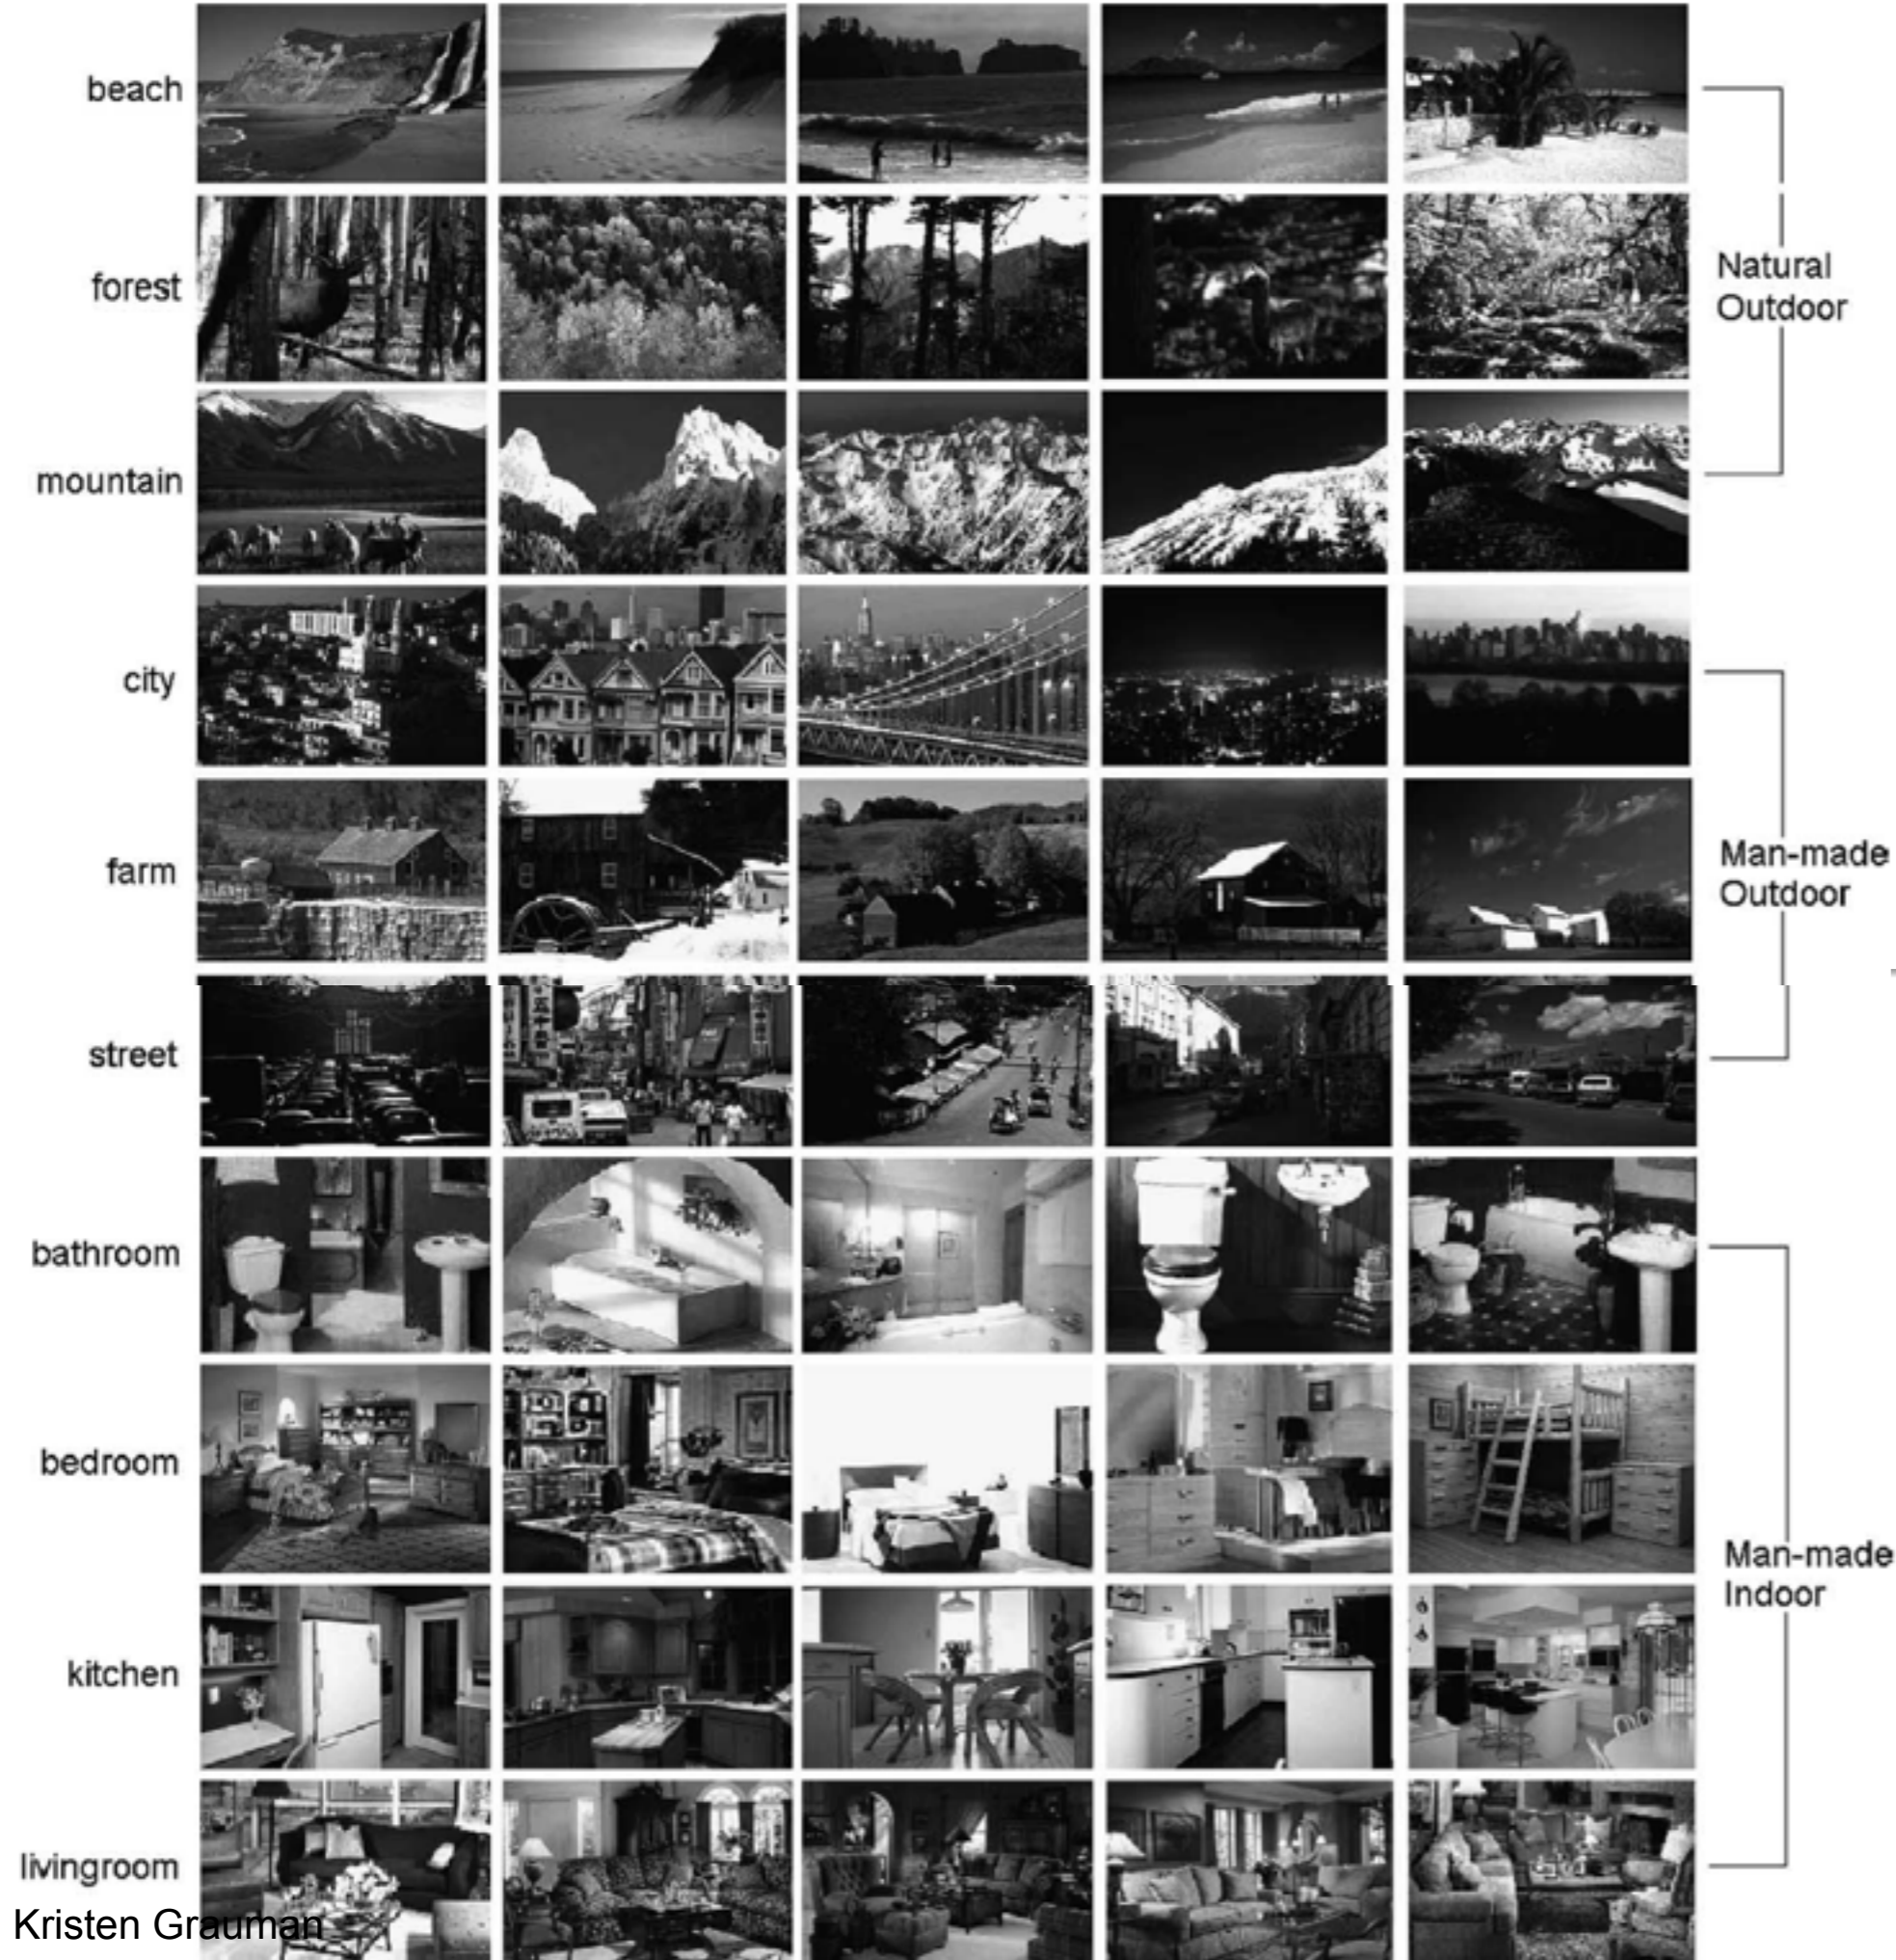 beach
forest
Natural
Outdoor
mountain
city
farm
Man-made
Outdoor
street
bathroom
bedroom
Man-made
Indoor
kitchen
livingroom
Kristen Grauman